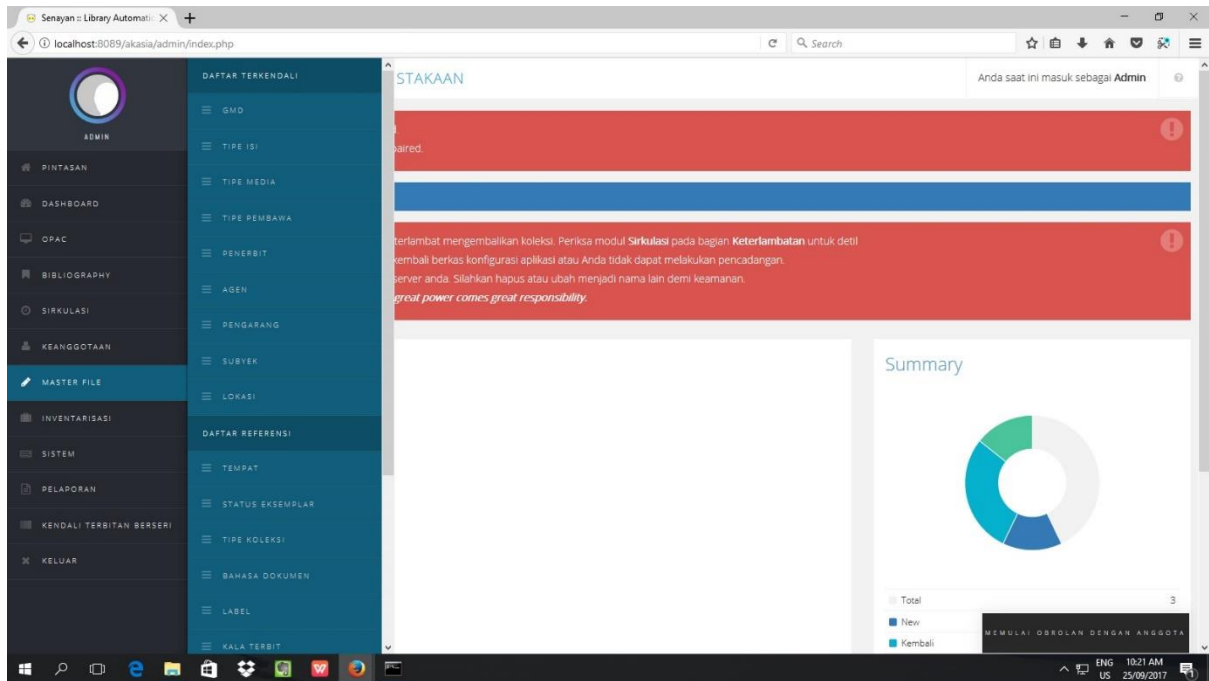 Senayan :: Library Automatic
localhost:8089/akasia/admin/index.php
Search
ADMIN
PINTASAN
DASHBOARD
OPAC
BIBLIOGRAPHY
SIRKULASI
KEANGGOTAAN
MASTER FILE
INVENTARISASI
SISTEM
PELAPORAN
KENDALI TERBITAN BERSERI
KELUAR
DAFTAR TERKENDALI
GMD
TIPE ISI
TIPE MEDIA
TIPE PEMBAWA
PENERBIT
AGEN
PENGARANG
SUBYEK
LOKASI
DAFTAR REFERENSI
TEMPAT
STATUS EKSEMPLAR
TIPE KOLEKSI
BAHASA DOKUMEN
LABEL
KALA TERBIT
STAKAAN
Anda saat ini masuk sebagai Admin
paired.
terlambat mengembalikan koleksi. Periksa modul Sirkulasi pada bagian Keterlambatan untuk detil
kembali berkas konfigurasi aplikasi atau Anda tidak dapat melakukan pencadangan.
server anda. Silahkan hapus atau ubah menjadi nama lain demi keamanan.
great power comes great responsibility.
Summary
Total 3
New
Kembali
MEMULAI OBROLAN DENGAN ANGGOTA
ENG 10:21 AM
US 25/09/2017